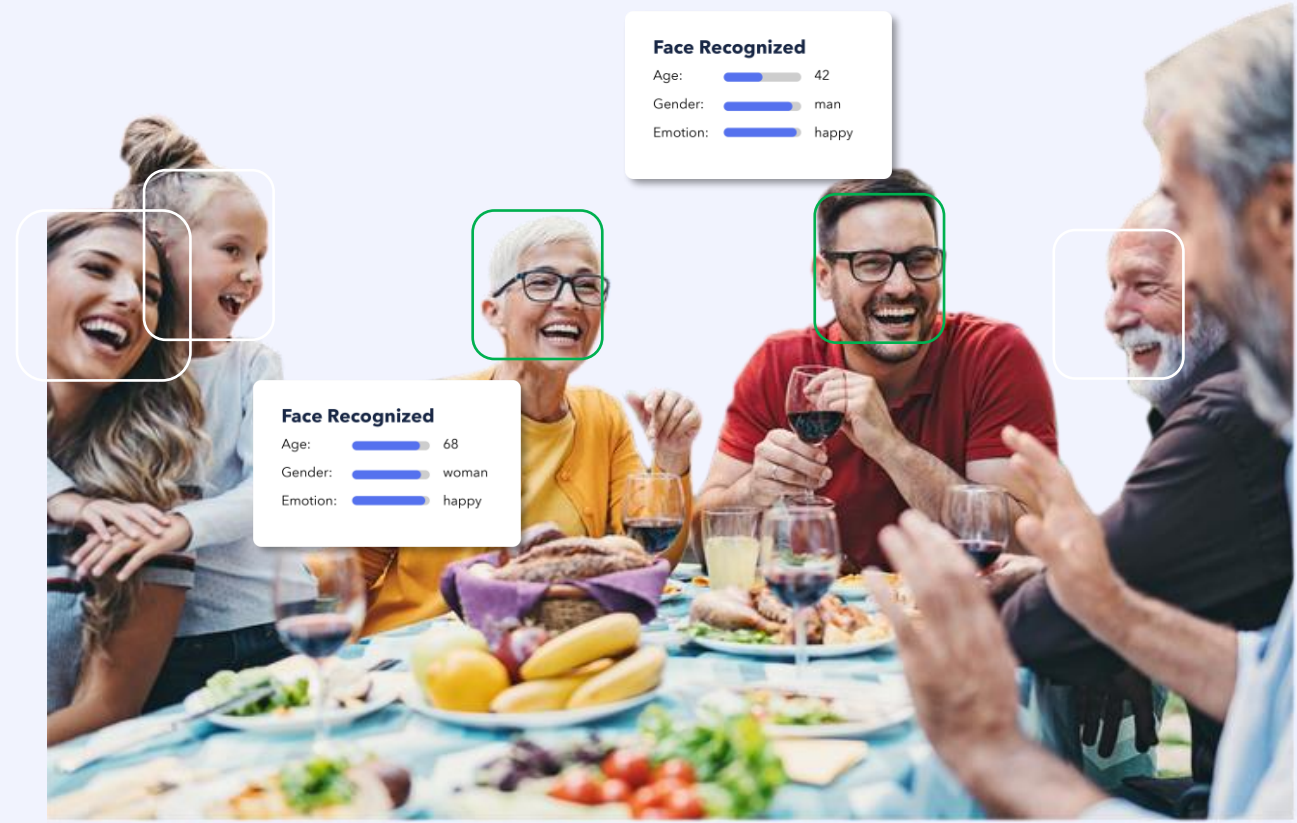 Face Recognized
Age: 42
Gender: man
Emotion: happy
Face Recognized
Age: 68
Gender: woman
Emotion: happy